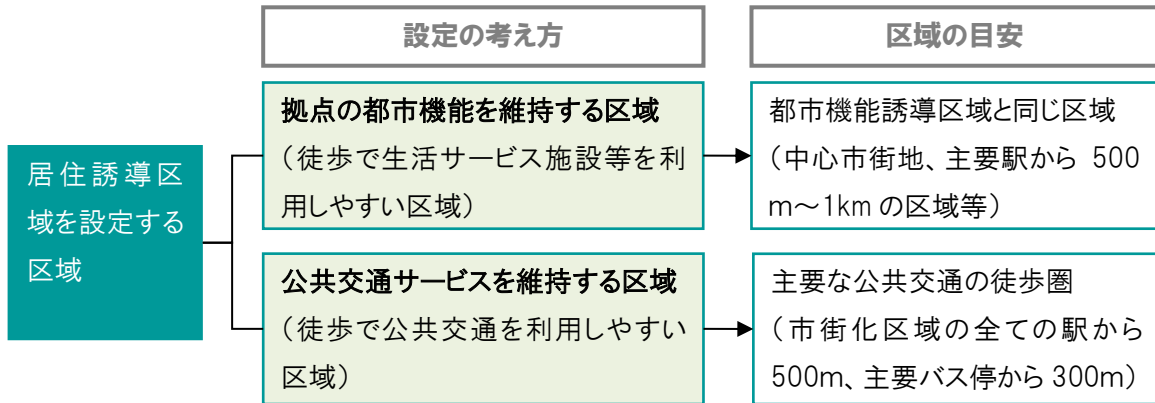 設定の考え方
区域の目安
居住誘導区
域を設定する
区域
拠点の都市機能を維持する区域
（徒歩で生活サービス施設等を利
用しやすい区域）
都市機能誘導区域と同じ区域
（中心市街地、主要駅から 500
m～1km の区域等）
公共交通サービスを維持する区域
（徒歩で公共交通を利用しやすい
区域）
主要な公共交通の徒歩圏
（市街化区域の全ての駅から
500m、主要バス停から 300m）